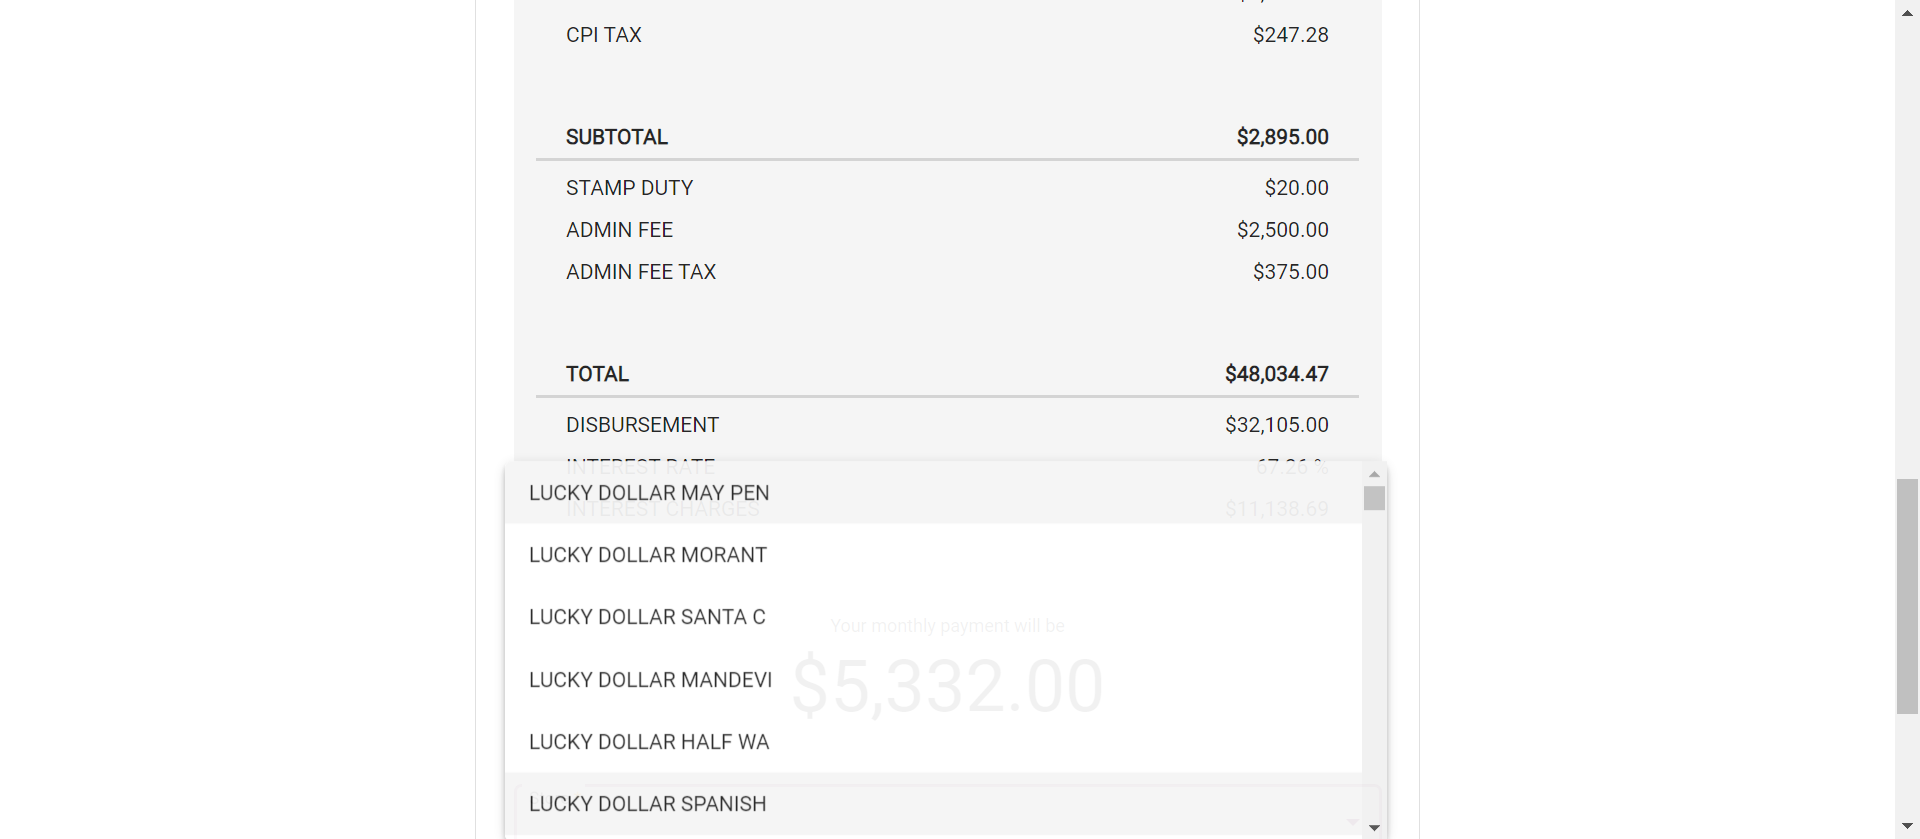 CPI TAX $247.28
SUBTOTAL $2,895.00
STAMP DUTY $20.00
ADMIN FEE $2,500.00
ADMIN FEE TAX $375.00
TOTAL $48,034.47
DISBURSEMENT $32,105.00
INTEREST RATE 67.26 %
LUCKY DOLLAR MAY PEN
INTEREST CHARGES $11,138.69
LUCKY DOLLAR MORANT
LUCKY DOLLAR SANTA C
Your monthly payment will be
LUCKY DOLLAR MANDEVI
$5,332.00
LUCKY DOLLAR HALF WA
LUCKY DOLLAR SPANISH